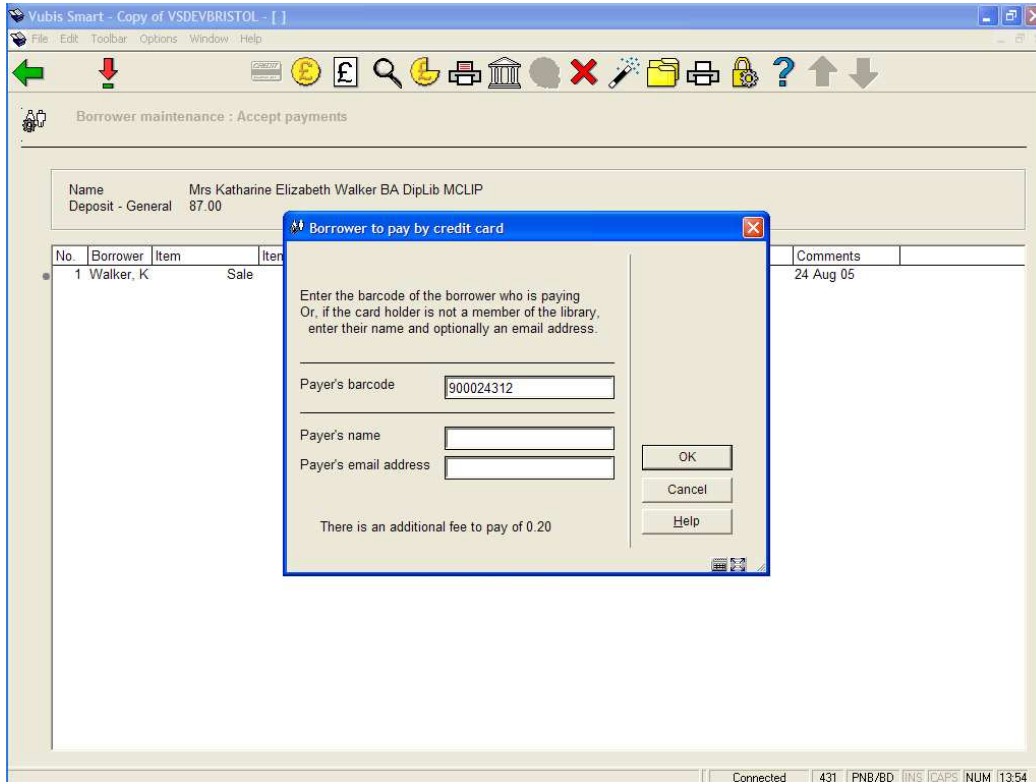 Vubis Smart - Copy of VSDEVBRISTOL - [ ]
File Edit Toolbar Options Window Help
CREDIT
£ £ £ ?
Borrower maintenance : Accept payments
Name Mrs Katharine Elizabeth Walker BA DipLib MCLIP
Deposit - General 87.00
Borrower to pay by credit card
No. Borrower Item Comments
1 Walker, K Sale 24 Aug 05
Enter the barcode of the borrower who is paying
Or, if the card holder is not a member of the library,
enter their name and optionally an email address.
Payer's barcode 900024312
Payer's name
Payer's email address
OK
Cancel
There is an additional fee to pay of 0.20
Help
Connected 431 PNB/BD INS CAPS NUM 13:54